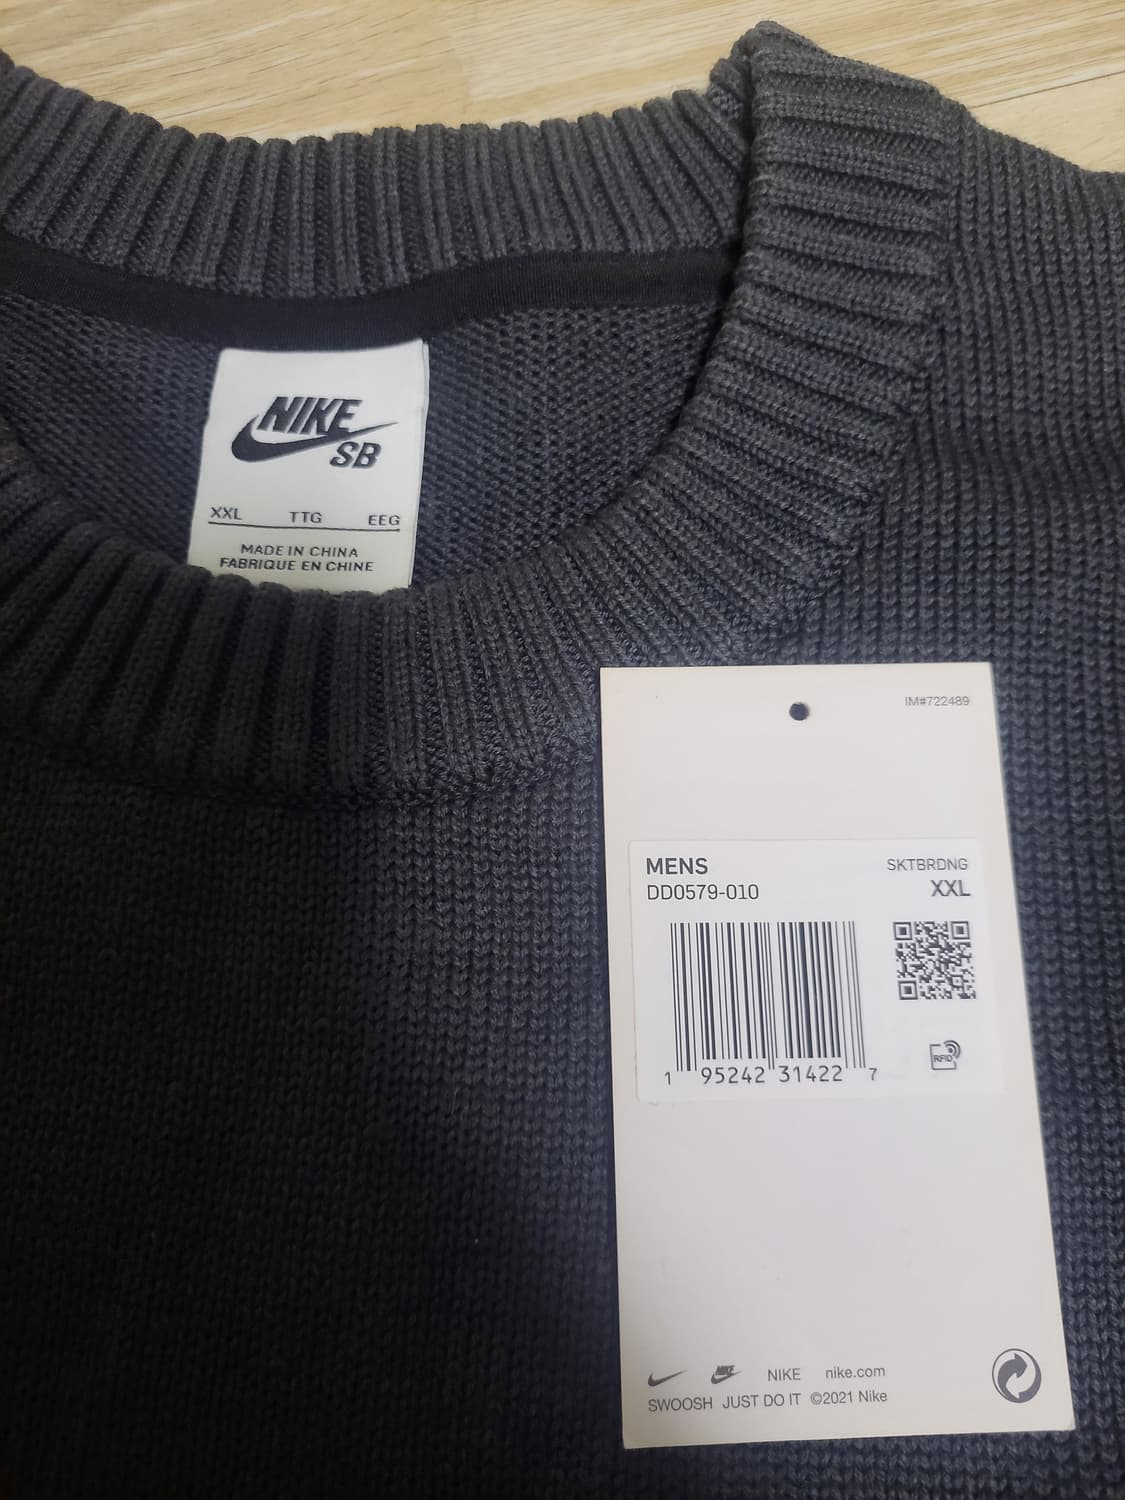 NIKE
SB
XXL TTG EEG
MADE IN CHINA
FABRIQUE EN CHINE
IM#722489
MENS SKTBRDNG
DD0579-010 XXL
RFID
1 95242 31422 7
NIKE NIKE nike.com
SWOOSH JUST DO IT ©2021 Nike